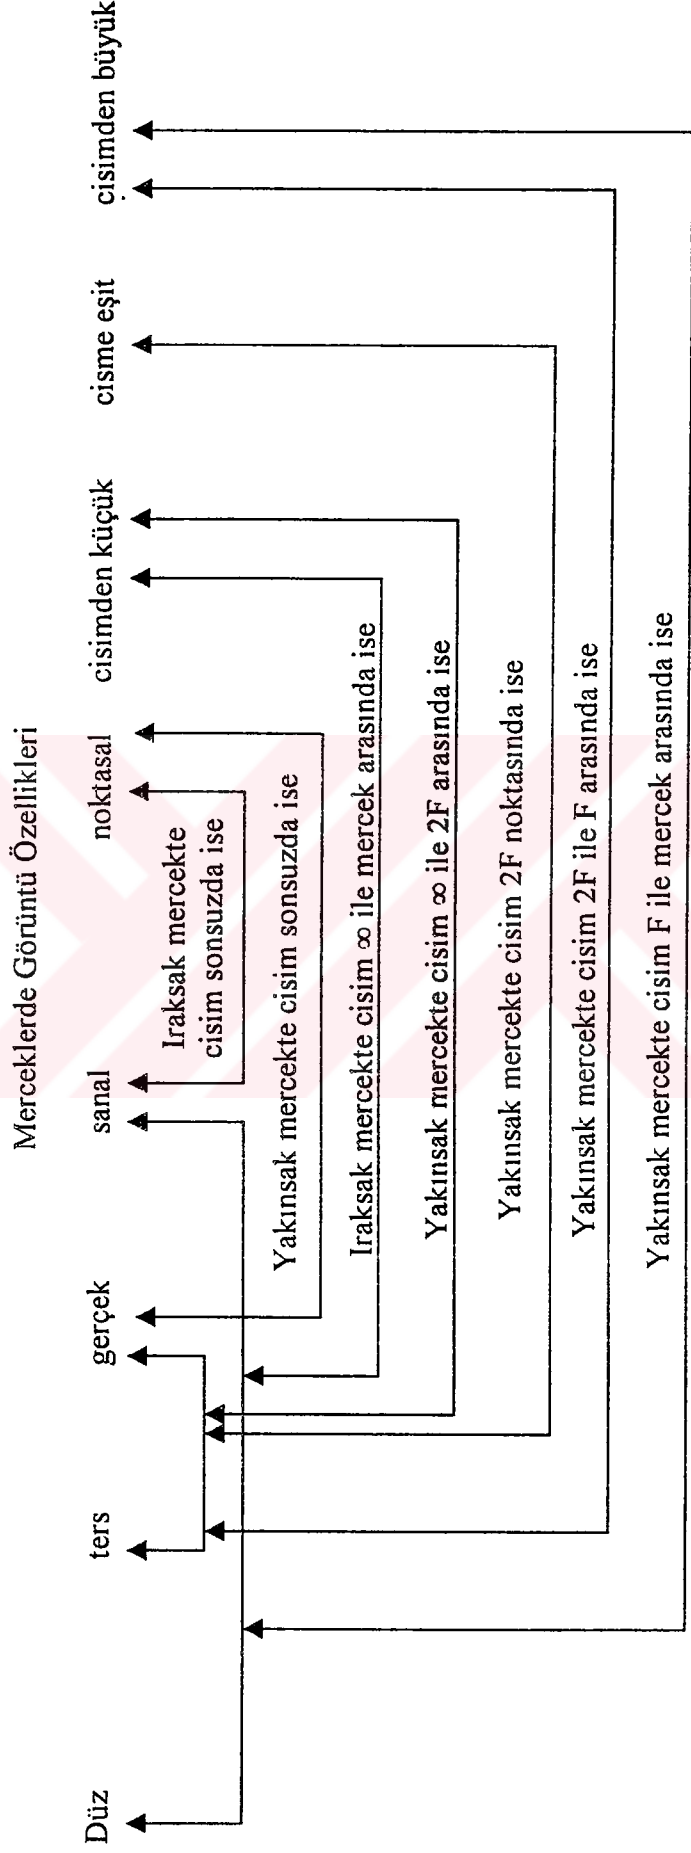 Merceklerde Görüntü Özellikleri
Düz
ters
gerçek
sanal
noktasal
cisimden küçük
cisme eşit
cisimden büyük
Iraksak mercekte
cisim sonsuzda ise
Yakınsak mercekte cisim sonsuzda ise
Iraksak mercekte cisim ∞ ile mercek arasında ise
Yakınsak mercekte cisim ∞ ile 2F arasında ise
Yakınsak mercekte cisim 2F noktasında ise
Yakınsak mercekte cisim 2F ile F arasında ise
Yakınsak mercekte cisim F ile mercek arasında ise